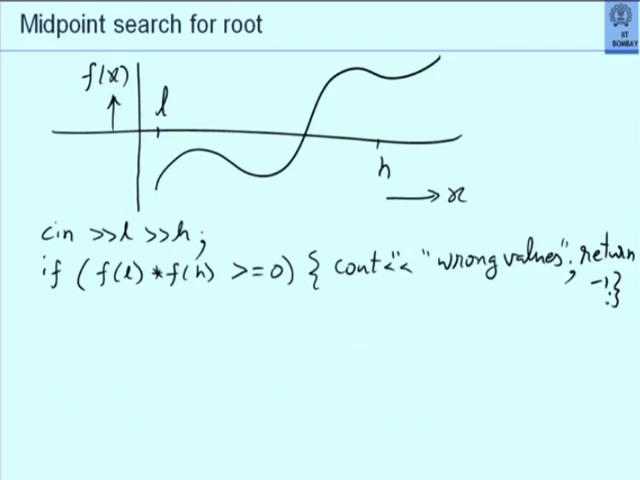 Midpoint search for root
IIT
BOMBAY
f(x)
l
h
x
cin >>l >>h;
if ( f(l) * f(h) >=0) { cout<< "wrong values"; return
-1;}